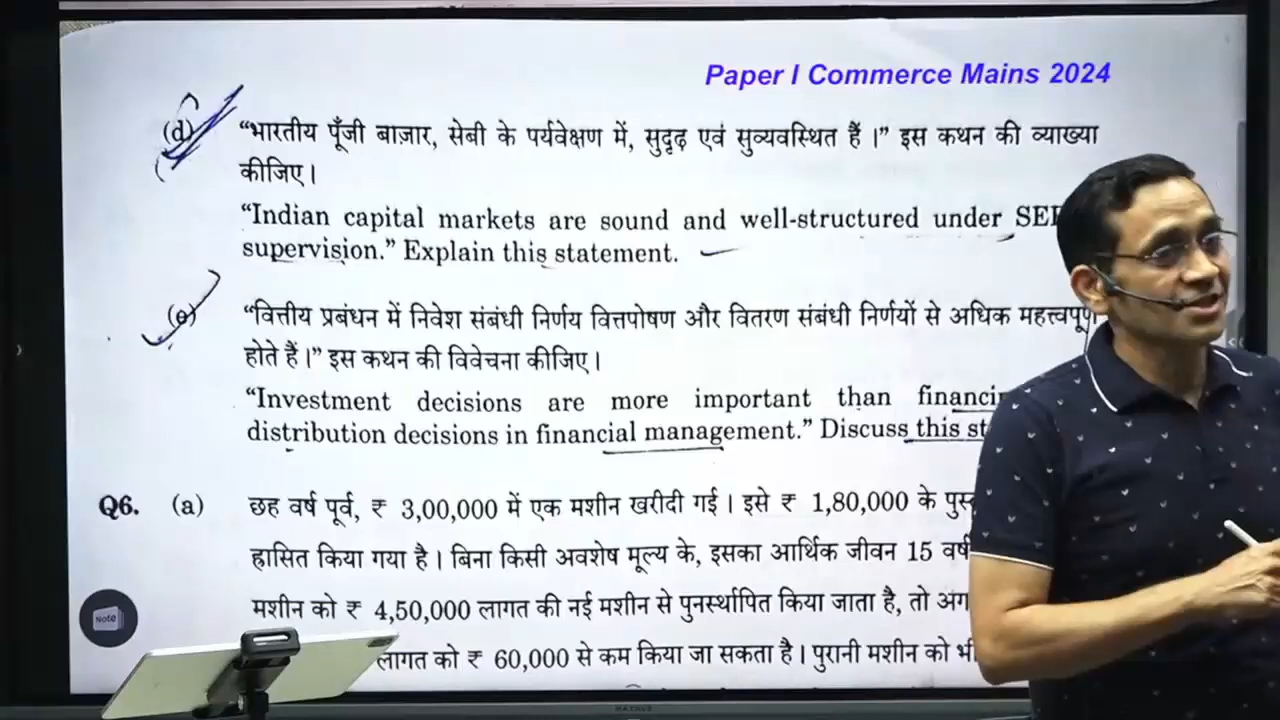 Paper I Commerce Mains 2024
(d) “भारतीय पूँजी बाज़ार, सेबी के पर्यवेक्षण में, सुदृढ़ एवं सुव्यवस्थित हैं ।” इस कथन की व्याख्या
कीजिए ।
“Indian capital markets are sound and well-structured under
supervision.” Explain this statement.
(e) “वित्तीय प्रबंधन में निवेश संबंधी निर्णय वित्तपोषण और वितरण संबंधी निर्णयों से अधिक महत्त्वपूर्ण
होते हैं ।” इस कथन की विवेचना कीजिए ।
“Investment decisions are more important than
distribution decisions in financial management.” Discuss this
Q6. (a) छह वर्ष पूर्व, ₹ 3,00,000 में एक मशीन खरीदी गई । इसे ₹ 1,80,000 के
ह्रासित किया गया है । बिना किसी अवशेष मूल्य के, इसका आर्थिक जीवन 15 वर्ष
मशीन को ₹ 4,50,000 लागत की नई मशीन से पुनर्स्थापित किया जाता है, तो
लागत को ₹ 60,000 से कम किया जा सकता है । पुरानी मशीन को भी
Note